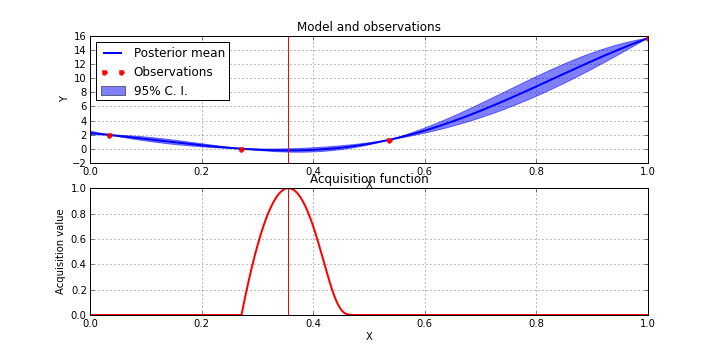 Model and observations
Y
16
14
12
10
8
6
4
2
0
−2
Posterior mean
Observations
95% C. I.
0.0 0.2 0.4 0.6 0.8 1.0
X
Acquisition function
Acquisition value
1.0
0.8
0.6
0.4
0.2
0.0
0.0 0.2 0.4 0.6 0.8 1.0
X